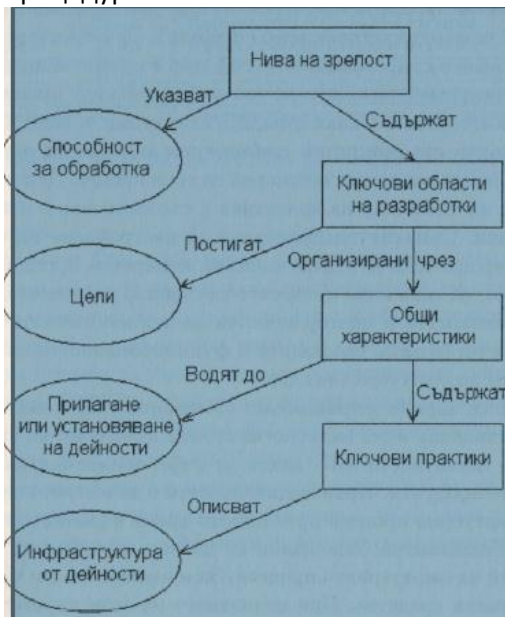 Нива на зрепост
Указват
Съдържат
Способност
за обработка
Ключови области
на разработки
Постигат
Организирани чрез
Цели
Общи
характеристики
Водят до
Съдържат
Прилагане
или установяване
на дейности
Ключови практики
Описват
Инфраструктура
от дейности